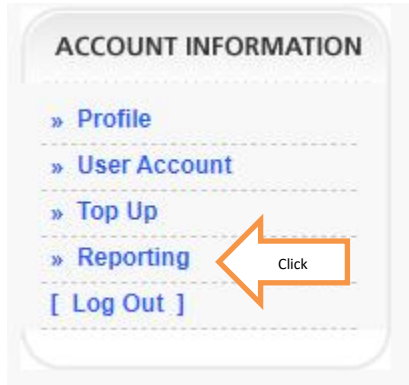 ACCOUNT INFORMATION
» Profile
» User Account
» Top Up
» Reporting
Click
[ Log Out ]